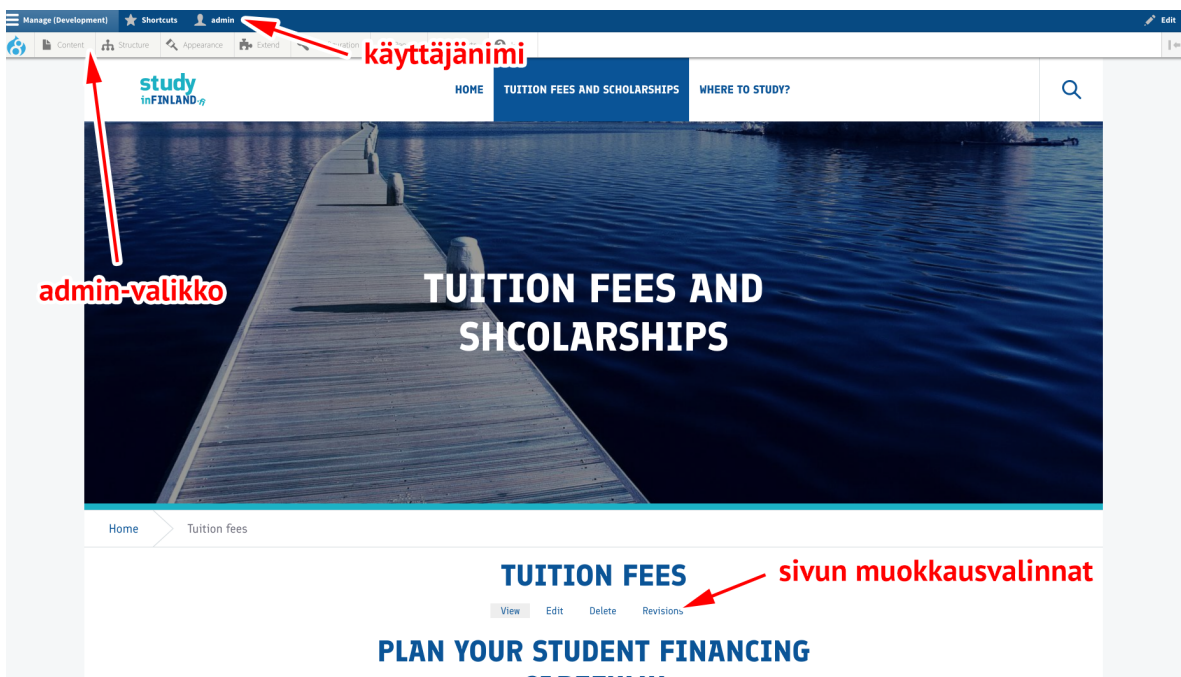 Manage (Development) Shortcuts admin Edit
Content Structure Appearance Extend
käyttäjänimi
study
inFINLAND.fi
HOME TUITION FEES AND SCHOLARSHIPS WHERE TO STUDY?
admin-valikko
TUITION FEES AND
SHCOLARSHIPS
Home Tuition fees
TUITION FEES
sivun muokkausvalinnat
View Edit Delete Revisions
PLAN YOUR STUDENT FINANCING